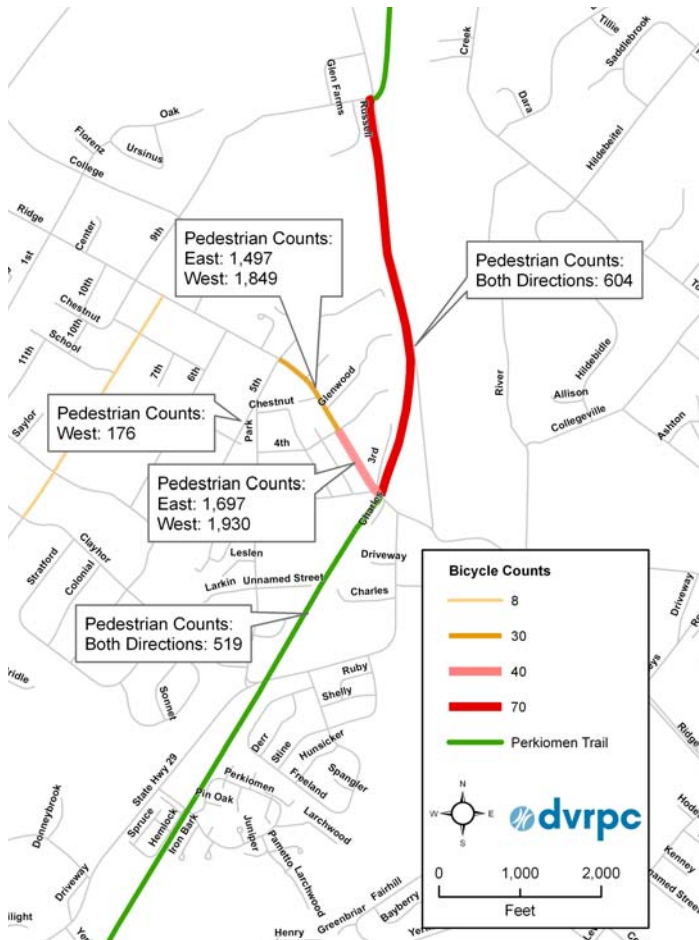 Tillie
Saddlebrook
Creek
Glen Farms
Russell
Dara
Hildebeitel
Oak
Florenz
Ursinus
College
Ridge
Center
1st
9th
10th
Chestnut
10th
School
11th
7th
6th
Saylor
Pedestrian Counts:
East: 1,497
West: 1,849
Pedestrian Counts:
Both Directions: 604
5th
Chestnut
Glenwood
Park
4th
3rd
River
Hildebidle
Allison
Collegeville
Ashton
Pedestrian Counts:
West: 176
Pedestrian Counts:
East: 1,697
West: 1,930
Charles
Stratford
Clayhor
Colonial
Leslen
Larkin
Unnamed Street
Driveway
Charles
Pedestrian Counts:
Both Directions: 519
Sonnet
Ruby
Shelly
Derr
Stine
Hunsicker
Freeland
Spangler
State Hwy 29
Perkiomen
Pin Oak
Larchwood
Spruce
Hemlock
Iron Bark
Juniper
Pametto
Larchwood
Donneybrook
Driveway
Henry
Greenbriar
Fairhill
Bayberry
Bicycle Counts
8
30
40
70
Perkiomen Trail
N
W
E
S
dvrpc
0
1,000
2,000
Feet
Driveway
Ridge
Kenney
Unnamed Street